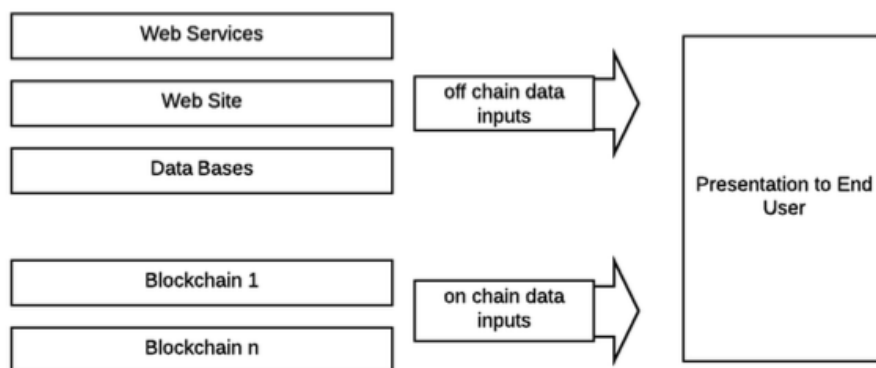 Web Services
Web Site
Data Bases
off chain data
inputs
Presentation to End
User
Blockchain 1
Blockchain n
on chain data
inputs